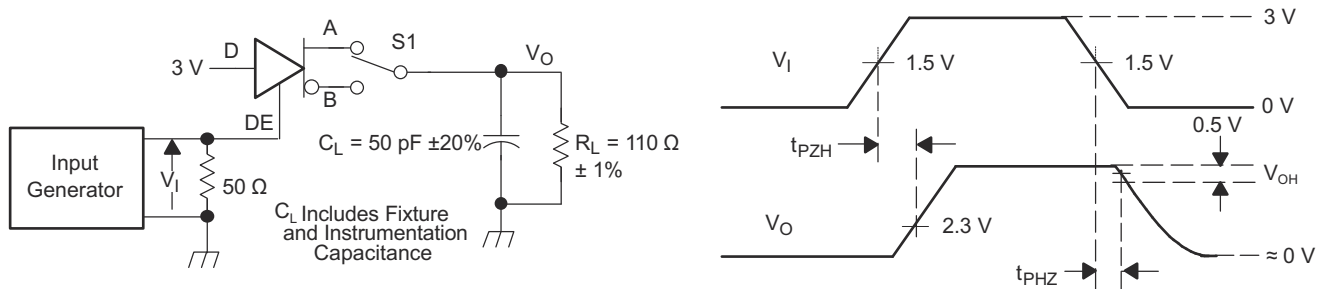 A
S1
D
3 V
B
V_O
DE
Input
Generator
V_I
50 Ω
C_L = 50 pF ±20%
R_L = 110 Ω
± 1%
C_L Includes Fixture
and Instrumentation
Capacitance
3 V
V_I
1.5 V
1.5 V
0 V
0.5 V
t_PZH
V_OH
V_O
2.3 V
≈ 0 V
t_PHZ